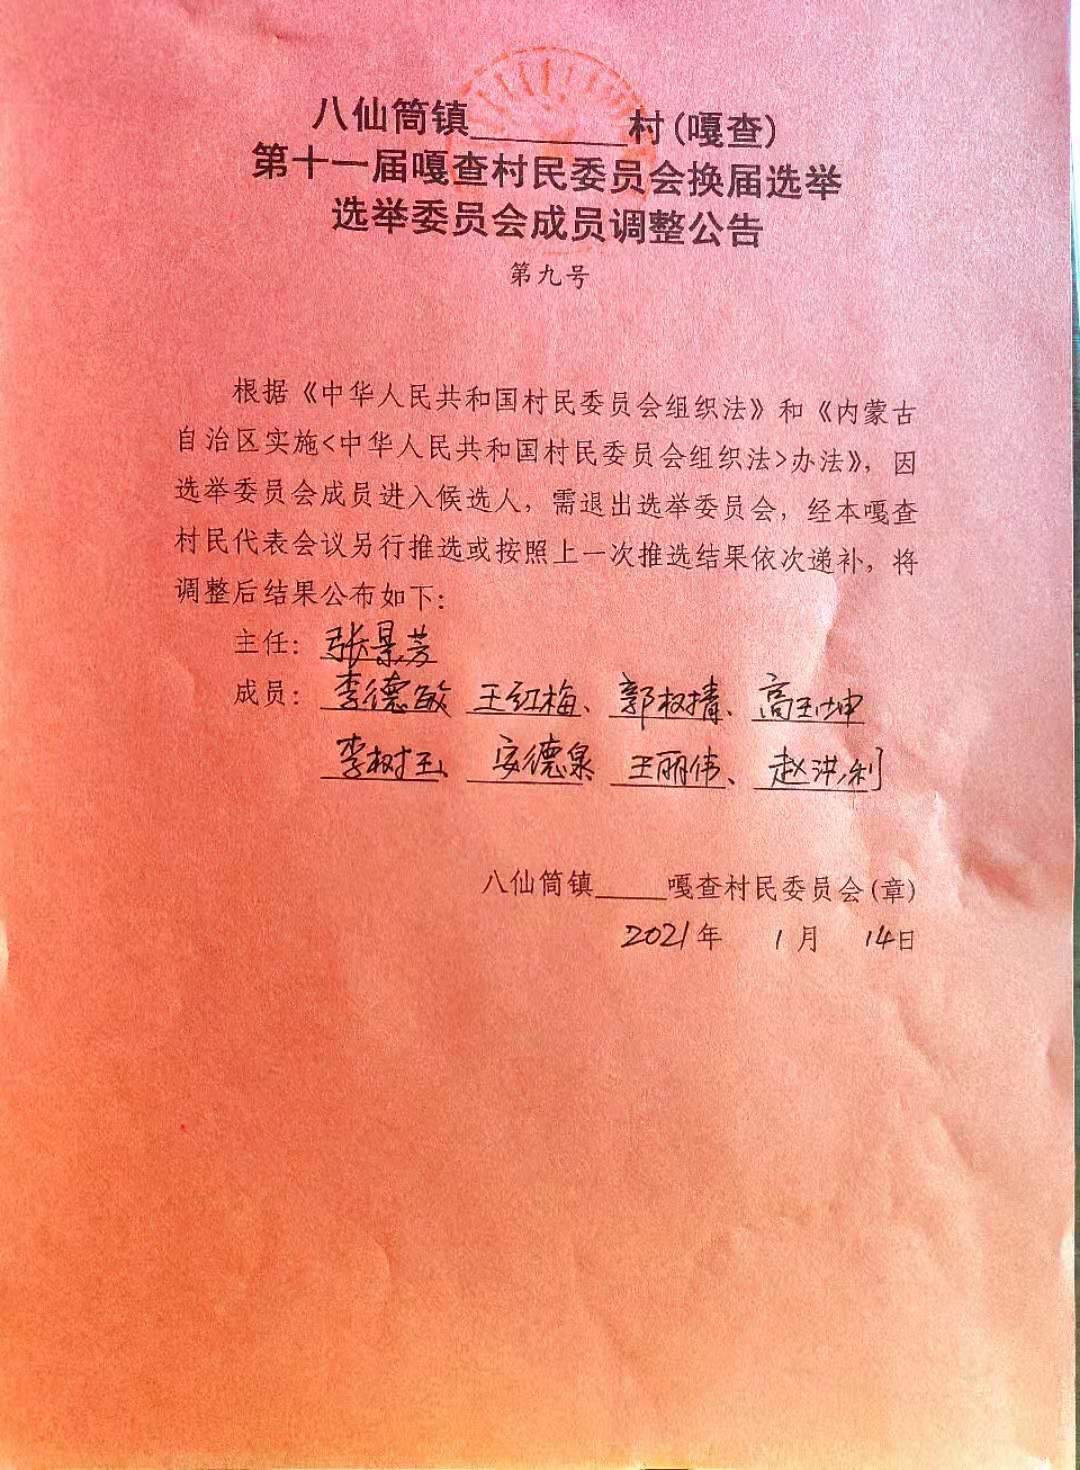 八仙筒镇________村(嘎查)
第十一届嘎查村民委员会换届选举
选举委员会成员调整公告
第九号
根据《中华人民共和国村民委员会组织法》和《内蒙古
自治区实施<中华人民共和国村民委员会组织法>办法》，因
选举委员会成员进入候选人，需退出选举委员会，经本嘎查
村民代表会议另行推选或按照上一次推选结果依次递补，将
调整后结果公布如下：
主任：张景芳
成员：李德敏 王红梅、郭树清、高玉坤
李树玉、安德泉 王丽伟、赵洪利
八仙筒镇_____嘎查村民委员会(章)
2021年 1月 14日